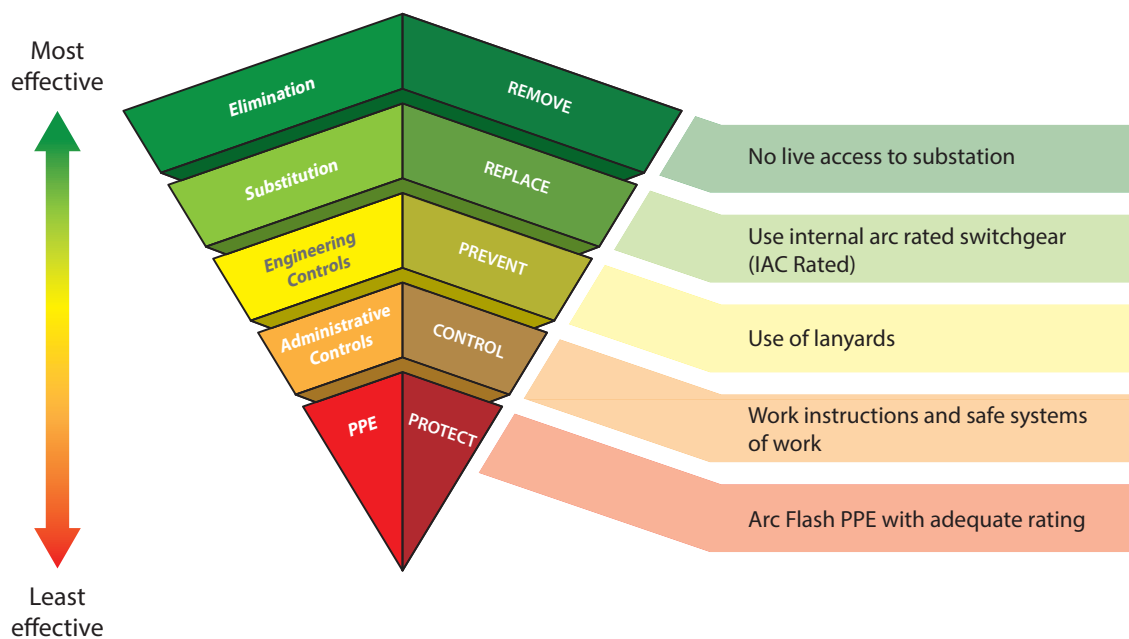 Most
effective
Elimination
REMOVE
No live access to substation
Substitution
REPLACE
Use internal arc rated switchgear
(IAC Rated)
Engineering
Controls
PREVENT
Use of lanyards
Administrative
Controls
CONTROL
Work instructions and safe systems
of work
PPE
PROTECT
Arc Flash PPE with adequate rating
Least
effective